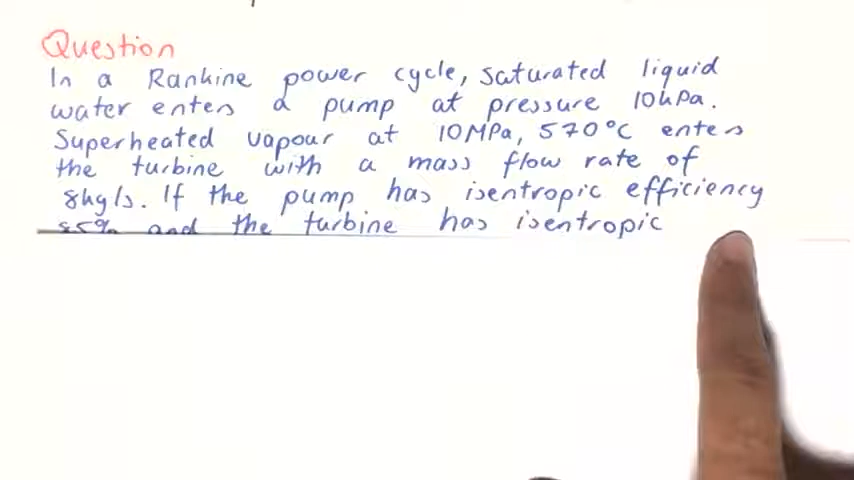 Question
In a Rankine power cycle, saturated liquid
water enters a pump at pressure 10kPa.
Superheated vapour at 10MPa, 570°C enters
the turbine with a mass flow rate of
8kg/s. If the pump has isentropic efficiency
85% and the turbine has isentropic